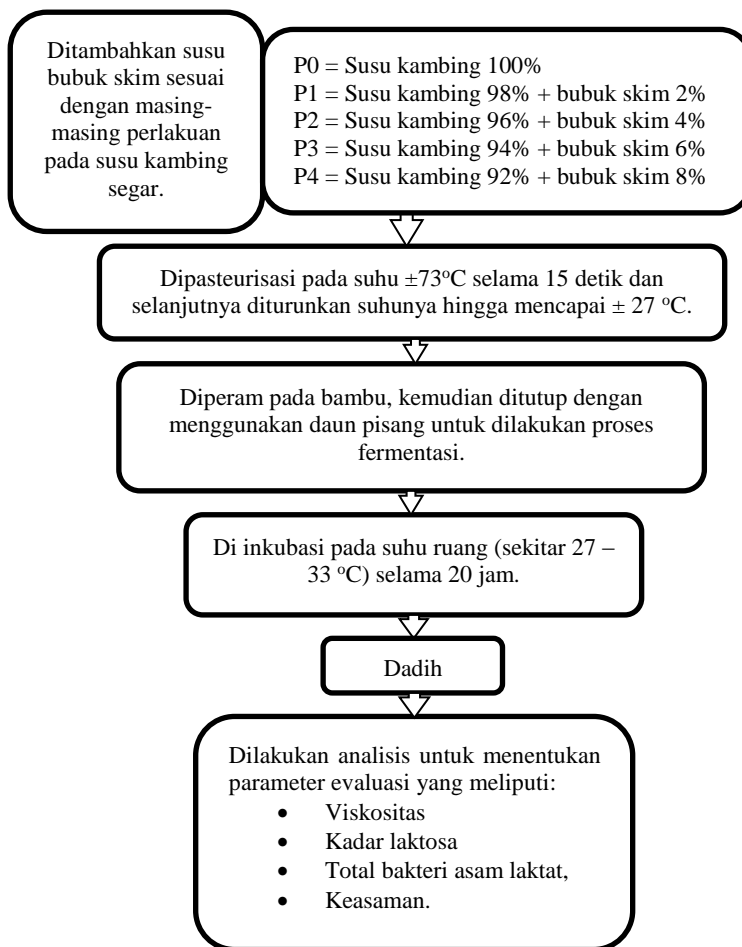 Ditambahkan susu
bubuk skim sesuai
dengan masing-
masing perlakuan
pada susu kambing
segar.
P0 = Susu kambing 100%
P1 = Susu kambing 98% + bubuk skim 2%
P2 = Susu kambing 96% + bubuk skim 4%
P3 = Susu kambing 94% + bubuk skim 6%
P4 = Susu kambing 92% + bubuk skim 8%
Dipasteurisasi pada suhu ±73°C selama 15 detik dan
selanjutnya diturunkan suhunya hingga mencapai ± 27 °C.
Diperam pada bambu, kemudian ditutup dengan
menggunakan daun pisang untuk dilakukan proses
fermentasi.
Di inkubasi pada suhu ruang (sekitar 27 –
33 °C) selama 20 jam.
Dadih
Dilakukan analisis untuk menentukan
parameter evaluasi yang meliputi:
• Viskositas
• Kadar laktosa
• Total bakteri asam laktat,
• Keasaman.